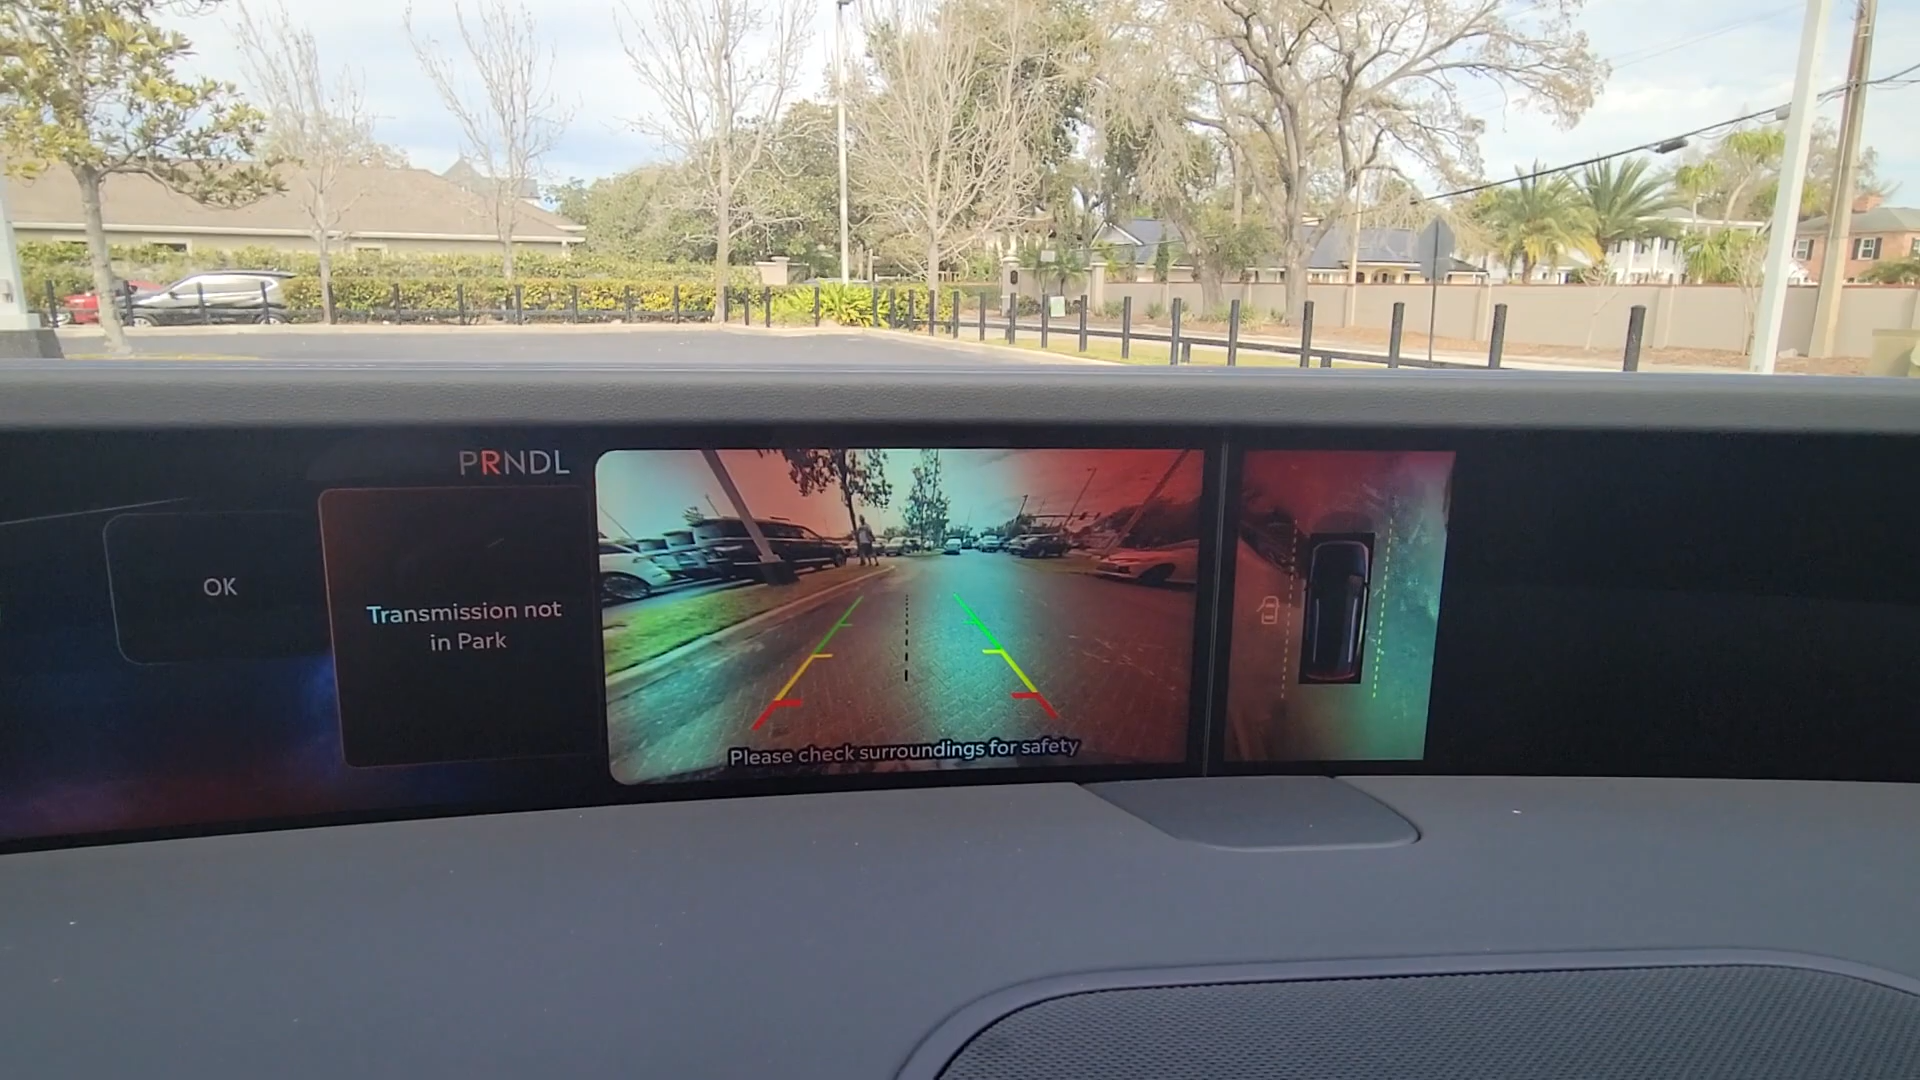 PRNDL
OK
Transmission not
in Park
Please check surroundings for safety